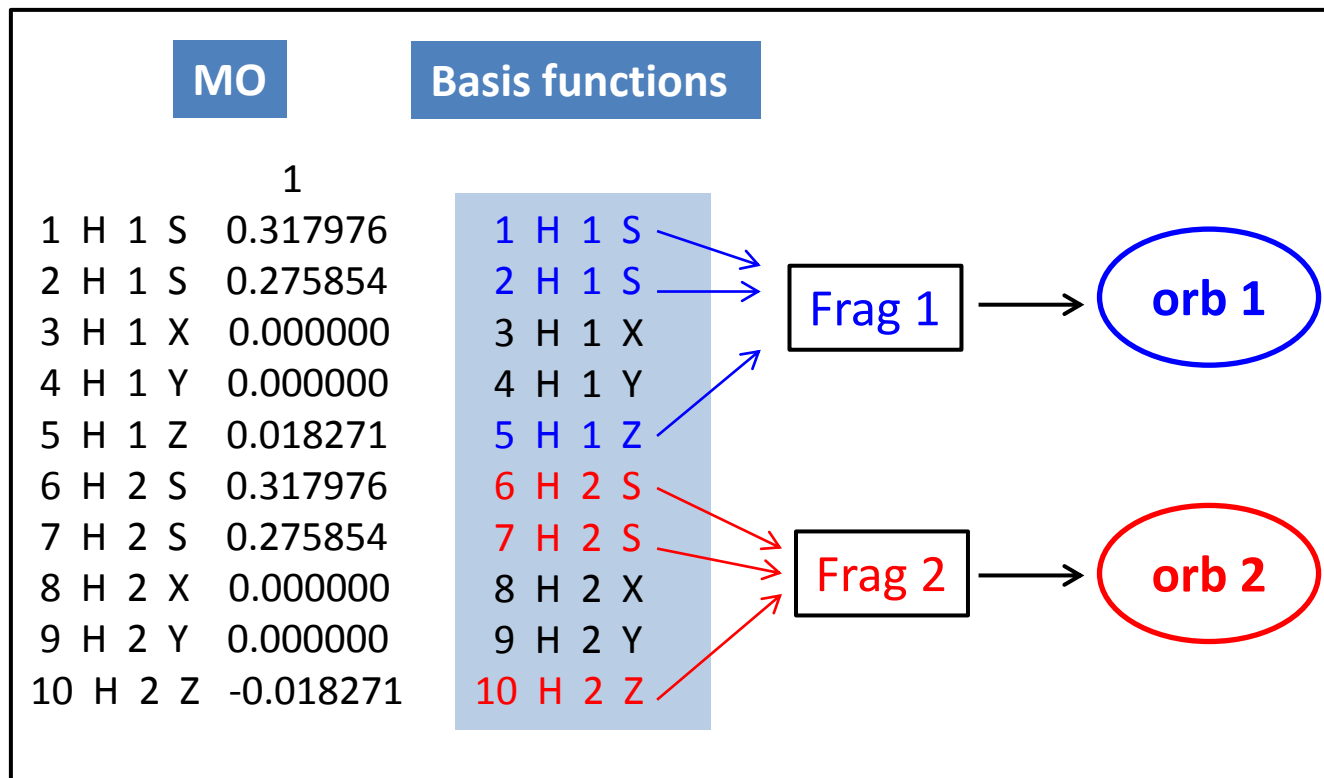 MO Basis functions
1
1 H 1 S 0.317976 1 H 1 S
2 H 1 S 0.275854 2 H 1 S
3 H 1 X 0.000000 3 H 1 X
4 H 1 Y 0.000000 4 H 1 Y
5 H 1 Z 0.018271 5 H 1 Z
6 H 2 S 0.317976 6 H 2 S
7 H 2 S 0.275854 7 H 2 S
8 H 2 X 0.000000 8 H 2 X
9 H 2 Y 0.000000 9 H 2 Y
10 H 2 Z -0.018271 10 H 2 Z
Frag 1 orb 1
Frag 2 orb 2